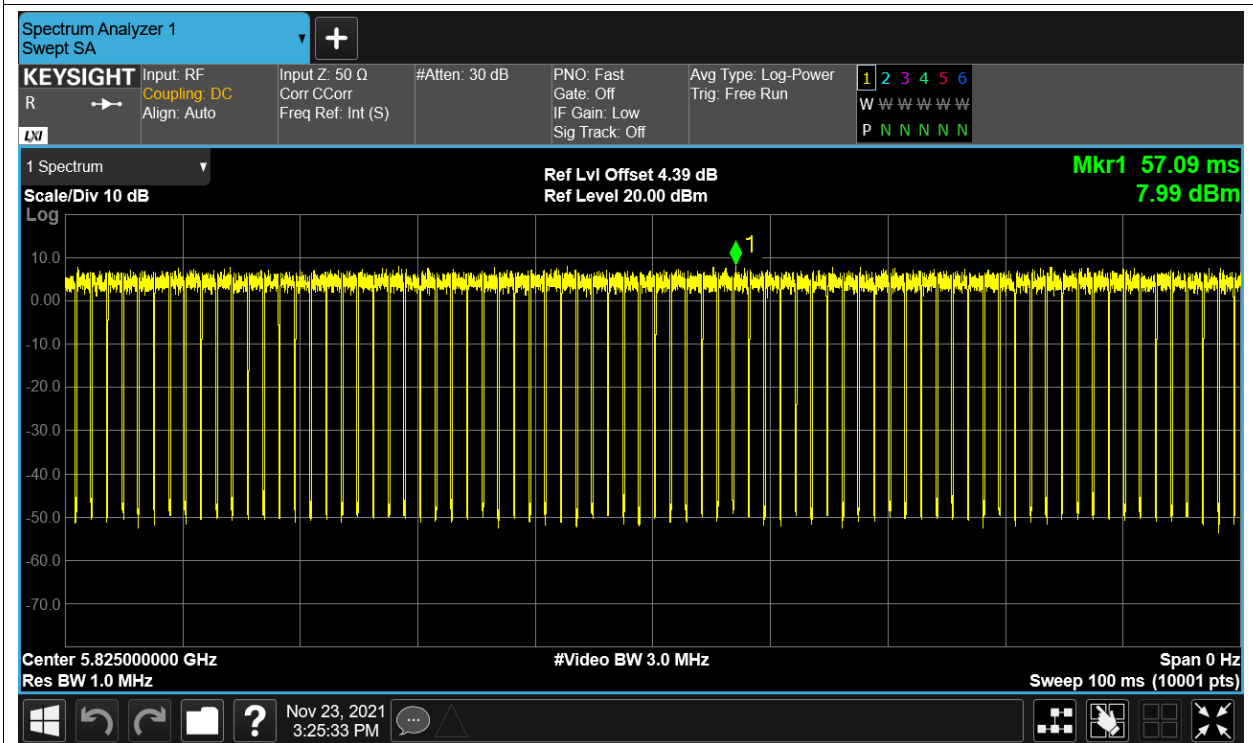 Spectrum Analyzer 1
Swept SA
KEYSIGHT
R
LXI
Input: RF
Coupling: DC
Align: Auto
Input Z: 50 Ω
Corr CCorr
Freq Ref: Int (S)
#Atten: 30 dB
PNO: Fast
Gate: Off
IF Gain: Low
Sig Track: Off
Avg Type: Log-Power
Trig: Free Run
1 2 3 4 5 6
W W W W W W
P N N N N N
1 Spectrum
Scale/Div 10 dB
Log
Ref Lvl Offset 4.39 dB
Ref Level 20.00 dBm
Mkr1 57.09 ms
7.99 dBm
1
10.0
0.00
-10.0
-20.0
-30.0
-40.0
-50.0
-60.0
-70.0
Center 5.825000000 GHz
Res BW 1.0 MHz
#Video BW 3.0 MHz
Span 0 Hz
Sweep 100 ms (10001 pts)
?
Nov 23, 2021
3:25:33 PM